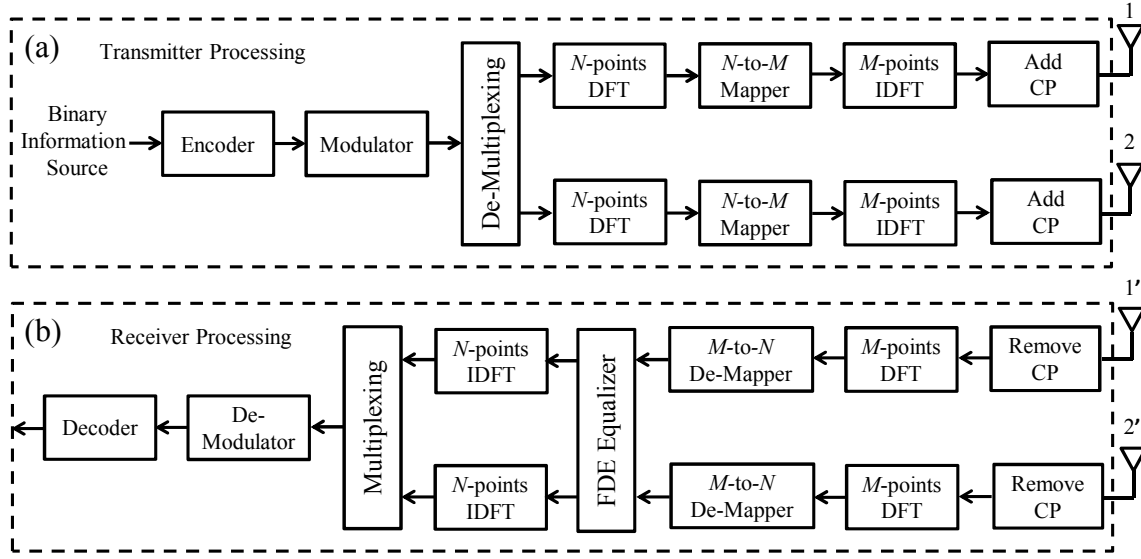 (a)
Transmitter Processing
1
Binary
Information
Source
Encoder
Modulator
De-Multiplexing
N-points
DFT
N-to-M
Mapper
M-points
IDFT
Add
CP
2
N-points
DFT
N-to-M
Mapper
M-points
IDFT
Add
CP
(b)
Receiver Processing
1'
Decoder
De-
Modulator
Multiplexing
N-points
IDFT
FDE Equalizer
M-to-N
De-Mapper
M-points
DFT
Remove
CP
2'
N-points
IDFT
M-to-N
De-Mapper
M-points
DFT
Remove
CP